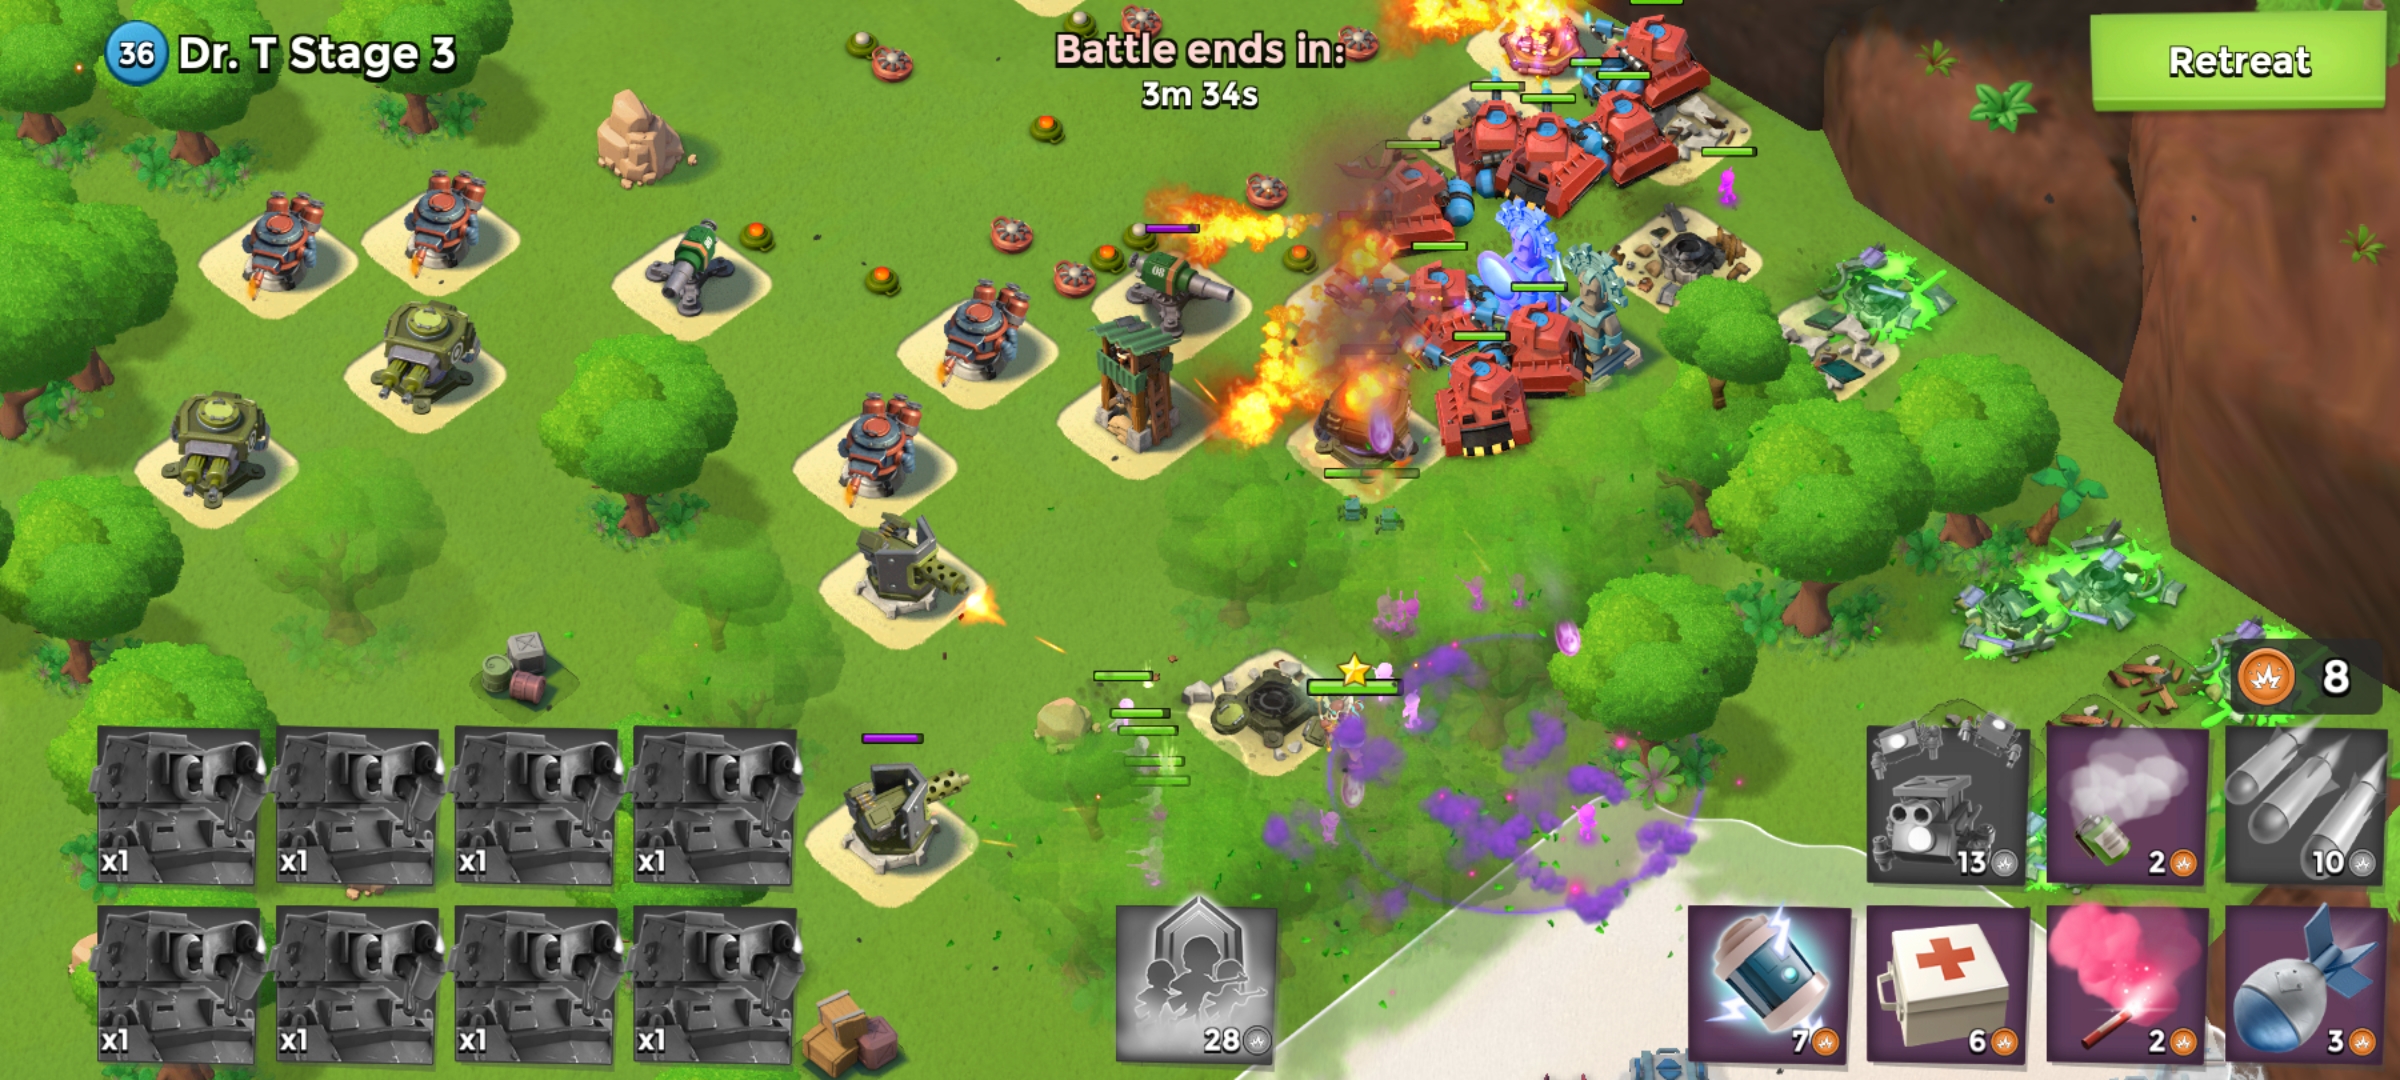 36 Dr. T Stage 3
Battle ends in:
3m 34s
Retreat
80
8
x1 x1 x1 x1
13 2 10
x1 x1 x1 x1
28 7 6 2 3